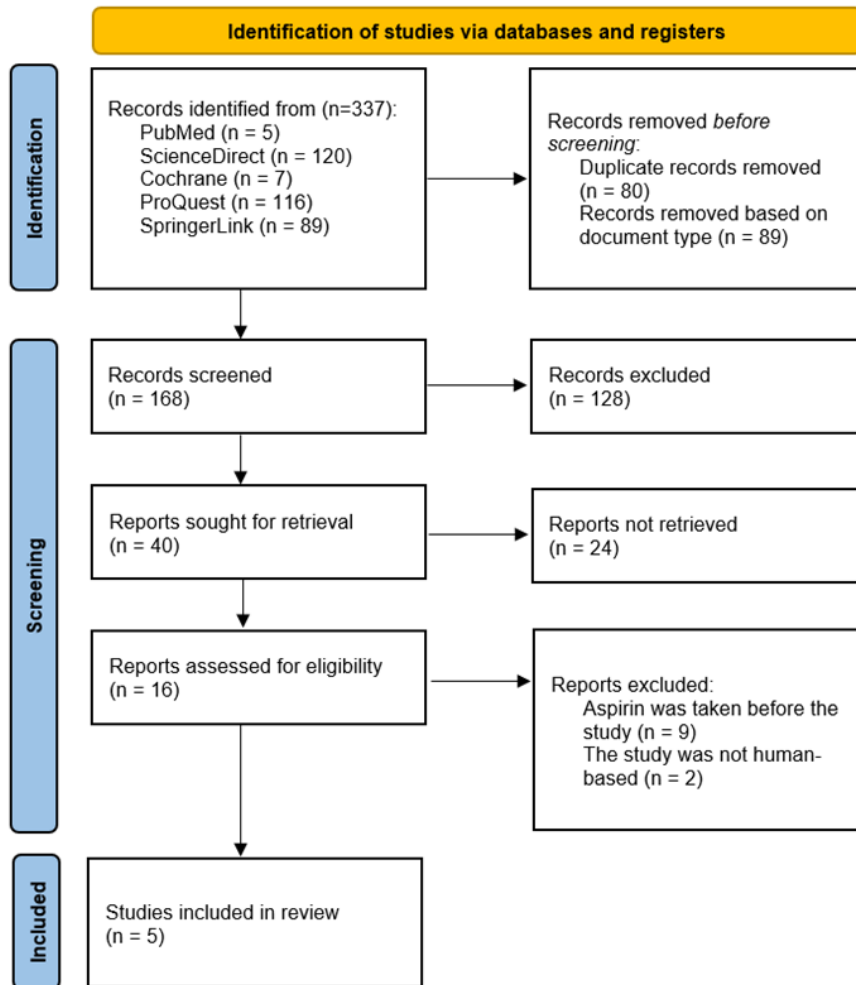 Identification of studies via databases and registers
Identification
Records identified from (n=337):
PubMed (n = 5)
ScienceDirect (n = 120)
Cochrane (n = 7)
ProQuest (n = 116)
SpringerLink (n = 89)
Records removed before
screening:
Duplicate records removed
(n = 80)
Records removed based on
document type (n = 89)
Screening
Records screened
(n = 168)
Records excluded
(n = 128)
Reports sought for retrieval
(n = 40)
Reports not retrieved
(n = 24)
Reports assessed for eligibility
(n = 16)
Reports excluded:
Aspirin was taken before the
study (n = 9)
The study was not human-
based (n = 2)
Included
Studies included in review
(n = 5)